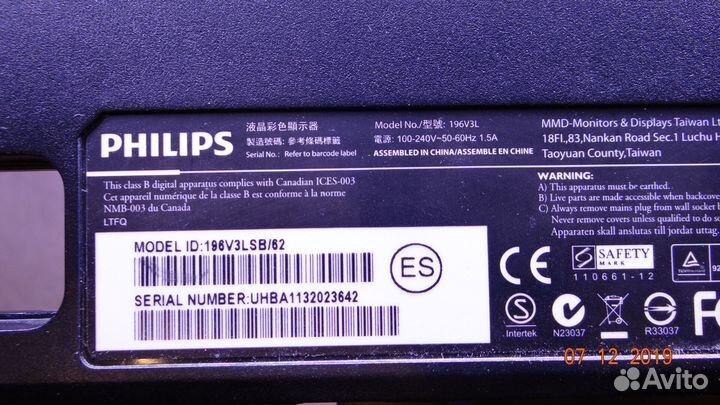 PHILIPS
液晶彩色顯示器
製造號碼: 參考條碼標籤
Serial No.: Refer to barcode label
Model No./型號: 196V3L
電源: 100-240V~50-60Hz 1.5A
ASSEMBLED IN CHINA/ASSEMBLE EN CHINE
MMD-Monitors & Displays Taiwan Lt
18Fl.,83,Nankan Road Sec.1 Luchu H
Taoyuan County,Taiwan
This class B digital apparatus complies with Canadian ICES-003
Cet appareil numérique de la classe B est conforme à la norme
NMB-003 du Canada
LTFQ
WARNING:
A) This apparatus must be earthed.
B) Live parts are made accessible when backcover
C) Always remove mains plug from wall socket b
Never remove covers unless qualified to do s
Apparaten skall anslutas till jordat uttag.
MODEL ID:196V3LSB/62
SERIAL NUMBER:UHBA1132023642
ES
CE
S
SAFETY
MARK
110661-12
92
S
Intertek
N23037
R33037
07-12-2019
Avito